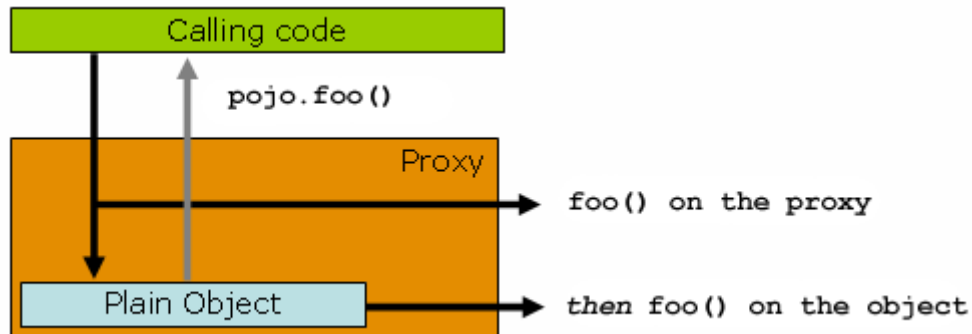 Calling code
pojo.foo()
Proxy
foo() on the proxy
Plain Object
then foo() on the object